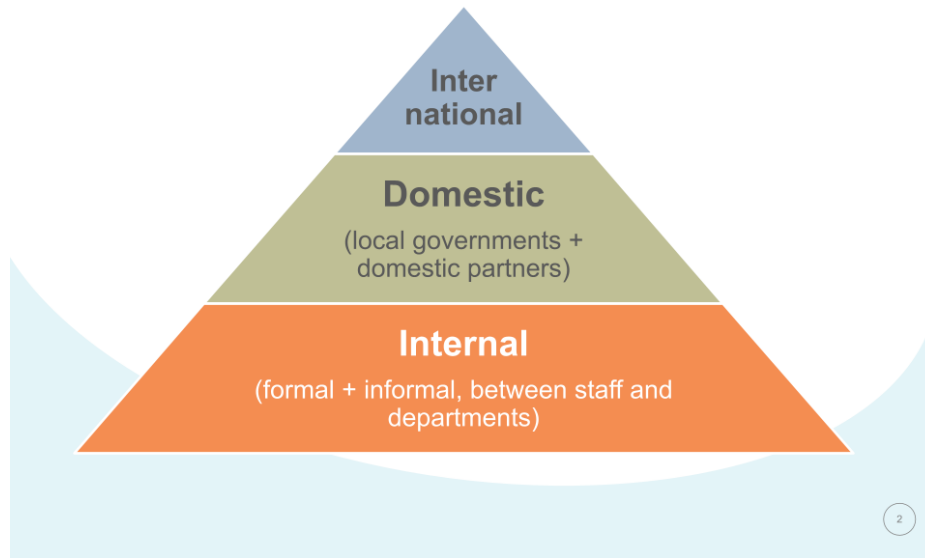 Inter
national
Domestic
(local governments +
domestic partners)
Internal
(formal + informal, between staff and
departments)
2